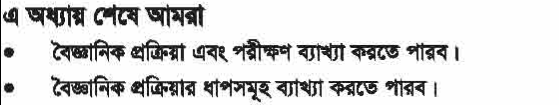 এ অধ্যায় শেষে আমরা
● বৈজ্ঞানিক প্রক্রিয়া এবং পরীক্ষণ ব্যাখ্যা করতে পারব।
● বৈজ্ঞানিক প্রক্রিয়ার ধাপসমূহ ব্যাখ্যা করতে পারব।